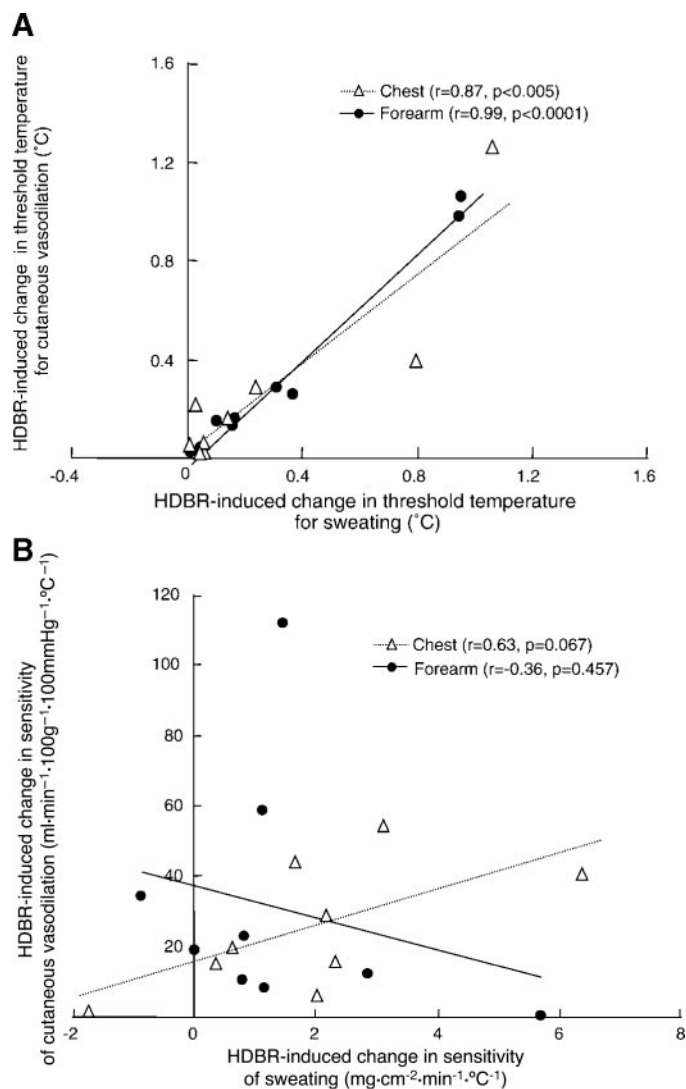 A
1.6
Chest (r=0.87, p<0.005)
Forearm (r=0.99, p<0.0001)
1.2
0.8
0.4
HDBR-induced change in threshold temperature
for cutaneous vasodilation (˚C)
-0.4
0
0.4
0.8
1.2
1.6
HDBR-induced change in threshold temperature
for sweating (˚C)
B
120
Chest (r=0.63, p=0.067)
Forearm (r=-0.36, p=0.457)
100
80
60
40
20
HDBR-induced change in sensitivity
of cutaneous vasodilation (ml·min⁻¹·100g⁻¹·100mmHg⁻¹·ºC⁻¹)
-2
0
2
4
6
8
HDBR-induced change in sensitivity
of sweating (mg·cm⁻²·min⁻¹·ºC⁻¹)